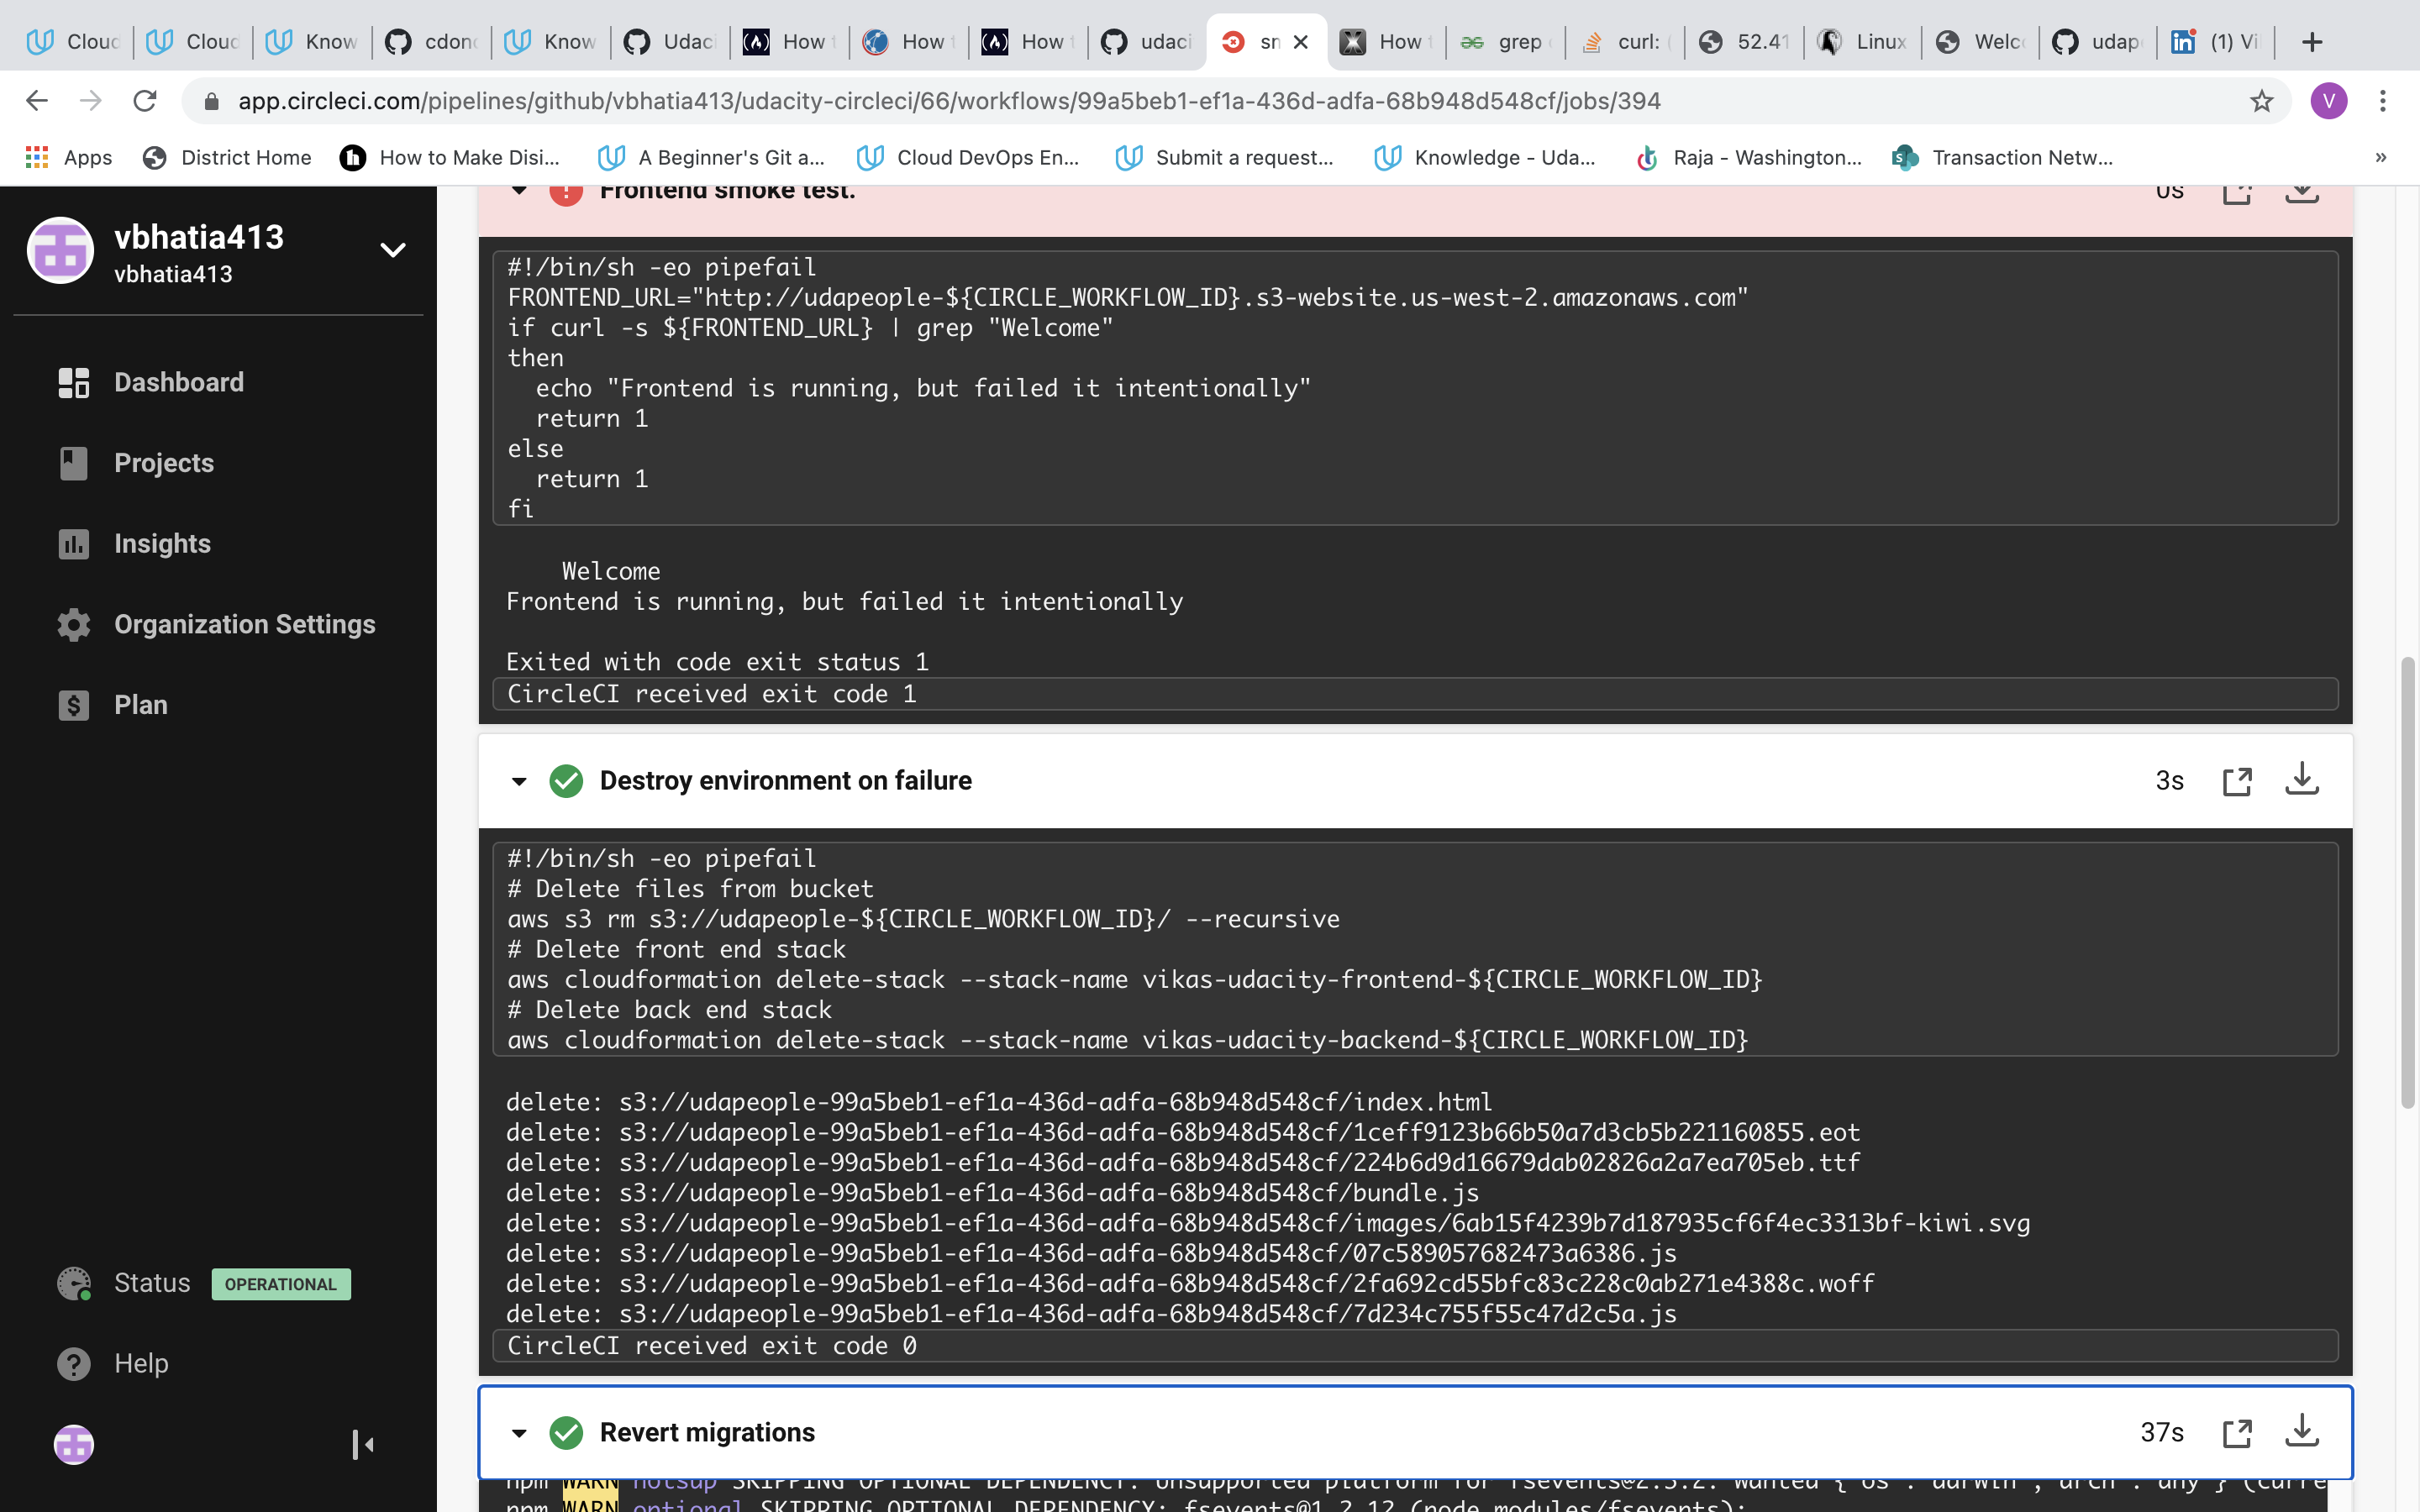 Cloud
Cloud
Know
cdond
Know
Udaci
How t
How t
How t
udaci
sn
How t
grep
curl: (
52.41
Linux
Welco
udap
(1) Vi
app.circleci.com/pipelines/github/vbhatia413/udacity-circleci/66/workflows/99a5beb1-ef1a-436d-adfa-68b948d548cf/jobs/394
V
Apps
District Home
How to Make Disi...
A Beginner's Git a...
Cloud DevOps En...
Submit a request...
Knowledge - Uda...
Raja - Washington...
Transaction Netw...
»
vbhatia413
vbhatia413
Dashboard
Projects
Insights
Organization Settings
Plan
Status OPERATIONAL
Help
Frontend smoke test. 0s
#!/bin/sh -eo pipefail
FRONTEND_URL="http://udapeople-${CIRCLE_WORKFLOW_ID}.s3-website.us-west-2.amazonaws.com"
if curl -s ${FRONTEND_URL} | grep "Welcome"
then
echo "Frontend is running, but failed it intentionally"
return 1
else
return 1
fi
Welcome
Frontend is running, but failed it intentionally
Exited with code exit status 1
CircleCI received exit code 1
Destroy environment on failure 3s
#!/bin/sh -eo pipefail
# Delete files from bucket
aws s3 rm s3://udapeople-${CIRCLE_WORKFLOW_ID}/ --recursive
# Delete front end stack
aws cloudformation delete-stack --stack-name vikas-udacity-frontend-${CIRCLE_WORKFLOW_ID}
# Delete back end stack
aws cloudformation delete-stack --stack-name vikas-udacity-backend-${CIRCLE_WORKFLOW_ID}
delete: s3://udapeople-99a5beb1-ef1a-436d-adfa-68b948d548cf/index.html
delete: s3://udapeople-99a5beb1-ef1a-436d-adfa-68b948d548cf/1ceff9123b66b50a7d3cb5b221160855.eot
delete: s3://udapeople-99a5beb1-ef1a-436d-adfa-68b948d548cf/224b6d9d16679dab02826a2a7ea705eb.ttf
delete: s3://udapeople-99a5beb1-ef1a-436d-adfa-68b948d548cf/bundle.js
delete: s3://udapeople-99a5beb1-ef1a-436d-adfa-68b948d548cf/images/6ab15f4239b7d187935cf6f4ec3313bf-kiwi.svg
delete: s3://udapeople-99a5beb1-ef1a-436d-adfa-68b948d548cf/07c589057682473a6386.js
delete: s3://udapeople-99a5beb1-ef1a-436d-adfa-68b948d548cf/2fa692cd55bfc83c228c0ab271e4388c.woff
delete: s3://udapeople-99a5beb1-ef1a-436d-adfa-68b948d548cf/7d234c755f55c47d2c5a.js
CircleCI received exit code 0
Revert migrations 37s
npm WARN notsup SKIPPING OPTIONAL DEPENDENCY: Unsupported platform for fsevents@2.3.2: wanted {"os":"darwin","arch":"any"} (curre
npm WARN optional SKIPPING OPTIONAL DEPENDENCY: fsevents@1.2.12 (node_modules/fsevents):